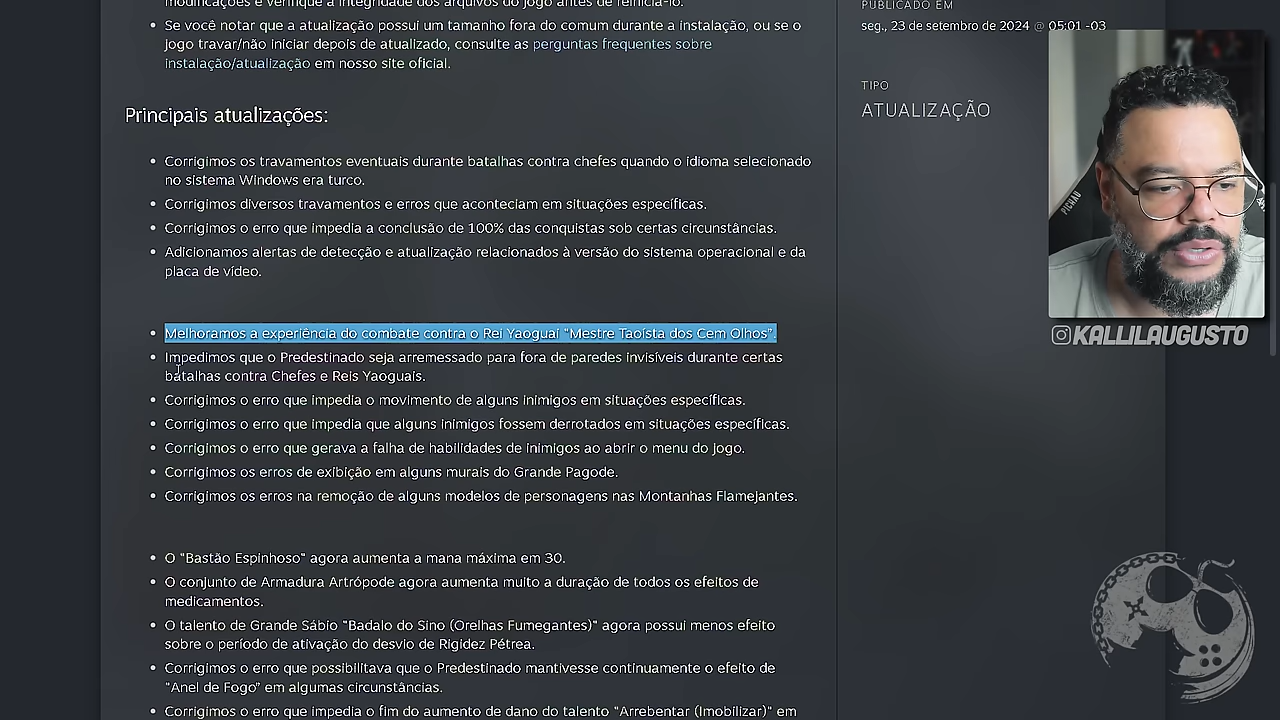 modificações e verifique a integridade dos arquivos do jogo antes de reiniciá-lo.
• Se você notar que a atualização possui um tamanho fora do comum durante a instalação, ou se o
jogo travar/não iniciar depois de atualizado, consulte as perguntas frequentes sobre
instalação/atualização em nosso site oficial.
Principais atualizações:
• Corrigimos os travamentos eventuais durante batalhas contra chefes quando o idioma selecionado
no sistema Windows era turco.
• Corrigimos diversos travamentos e erros que aconteciam em situações específicas.
• Corrigimos o erro que impedia a conclusão de 100% das conquistas sob certas circunstâncias.
• Adicionamos alertas de detecção e atualização relacionados à versão do sistema operacional e da
placa de vídeo.
• Melhoramos a experiência do combate contra o Rei Yaoguai "Mestre Taoísta dos Cem Olhos".
• Impedimos que o Predestinado seja arremessado para fora de paredes invisíveis durante certas
batalhas contra Chefes e Reis Yaoguais.
• Corrigimos o erro que impedia o movimento de alguns inimigos em situações específicas.
• Corrigimos o erro que impedia que alguns inimigos fossem derrotados em situações específicas.
• Corrigimos o erro que gerava a falha de habilidades de inimigos ao abrir o menu do jogo.
• Corrigimos os erros de exibição em alguns murais do Grande Pagode.
• Corrigimos os erros na remoção de alguns modelos de personagens nas Montanhas Flamejantes.
• O "Bastão Espinhoso" agora aumenta a mana máxima em 30.
• O conjunto de Armadura Artrópode agora aumenta muito a duração de todos os efeitos de
medicamentos.
• O talento de Grande Sábio "Badalo do Sino (Orelhas Fumegantes)" agora possui menos efeito
sobre o período de ativação do desvio de Rigidez Pétrea.
• Corrigimos o erro que possibilitava que o Predestinado mantivesse continuamente o efeito de
"Anel de Fogo" em algumas circunstâncias.
• Corrigimos o erro que impedia o fim do aumento de dano do talento "Arrebentar (Imobilizar)" em
PUBLICADO EM
seg., 23 de setembro de 2024 @ 05:01 -03
TIPO
ATUALIZAÇÃO
PICHAU
KALLILAUGUSTO